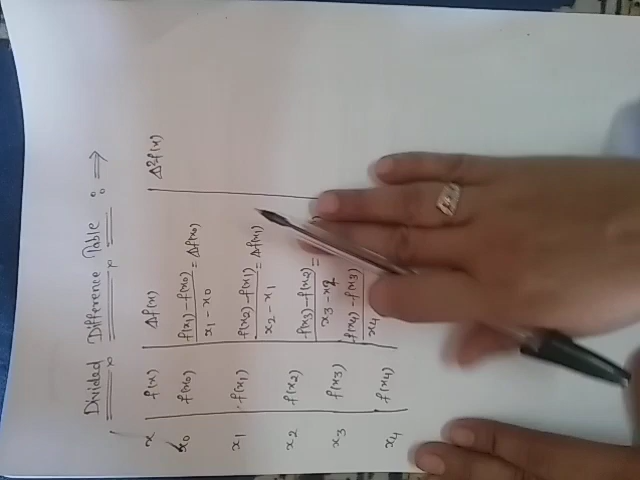 Divided Difference Table : ⇒
x f(x) Δf(x) Δ²f(x)
x0 f(x0)
f(x1)-f(x0) / x1-x0 = Δf(x0)
x1 f(x1)
f(x2)-f(x1) / x2-x1 = Δf(x1)
x2 f(x2)
f(x3)-f(x2) / x3-x2 =
x3 f(x3)
f(x4)-f(x3) / x4
x4 f(x4)